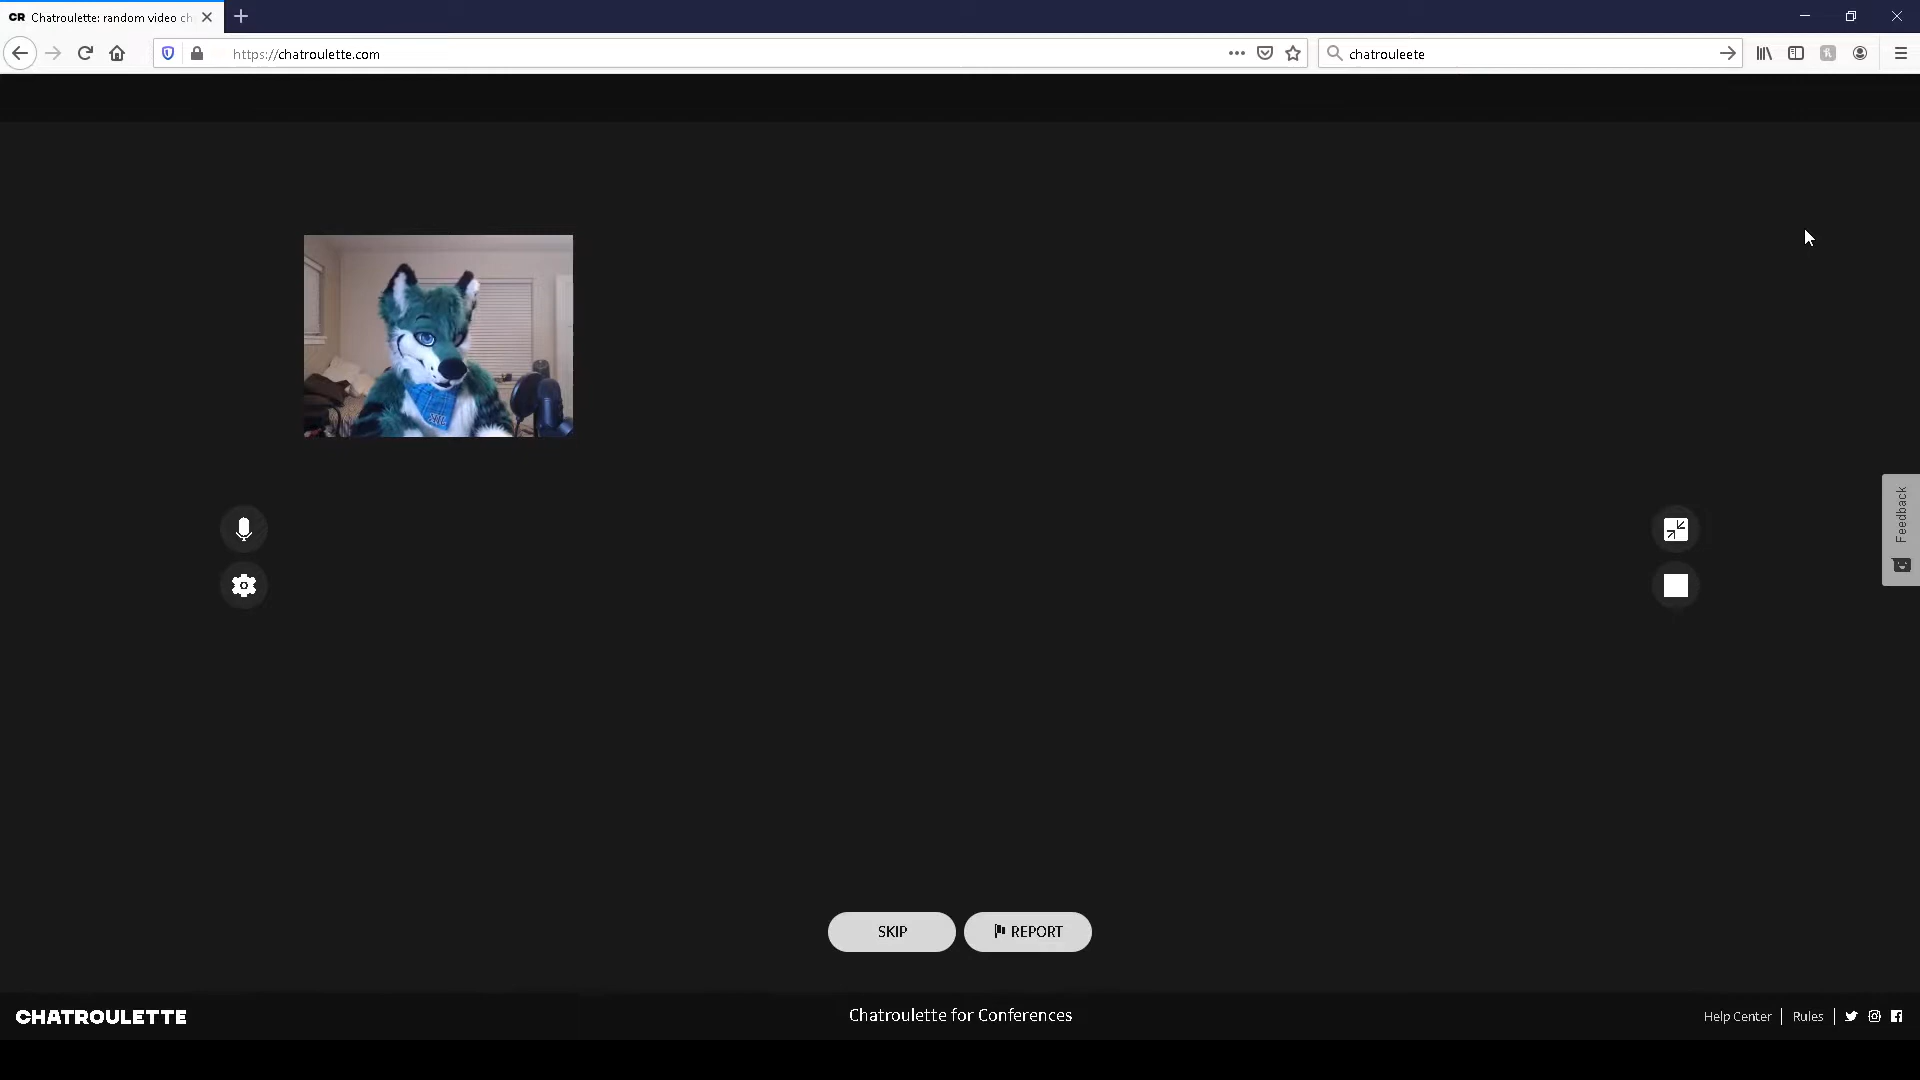 CR Chatroulette: random video ch
https://chatroulette.com
chatrouleete
Feedback
SKIP
REPORT
CHATROULETTE
Chatroulette for Conferences
Help Center
Rules